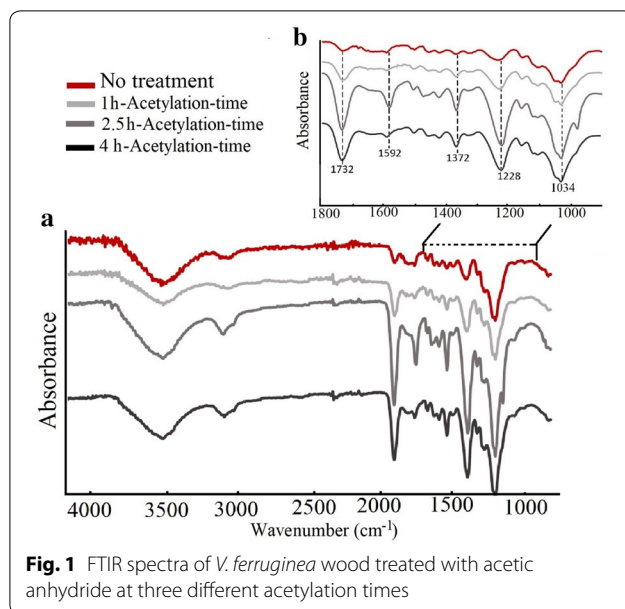 b
No treatment
1h-Acetylation-time
2.5h-Acetylation-time
4 h-Acetylation-time
Absorbance
1732
1592
1372
1228
1034
1800
1600
1400
1200
1000
a
Absorbance
4000
3500
3000
2500
2000
1500
1000
Wavenumber (cm⁻¹)
Fig. 1 FTIR spectra of V. ferruginea wood treated with acetic
anhydride at three different acetylation times